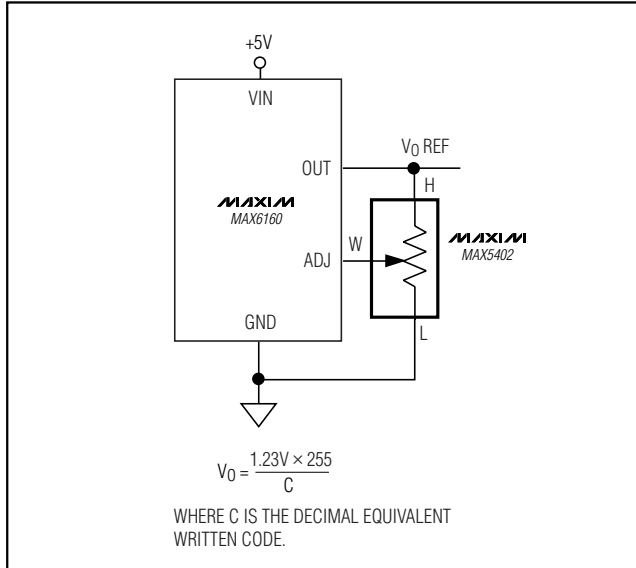 +5V
VIN
OUT
V0 REF
H
MAXIM
MAX6160
W
MAXIM
MAX5402
ADJ
GND
L
V0 = 1.23V × 255
C
WHERE C IS THE DECIMAL EQUIVALENT
WRITTEN CODE.